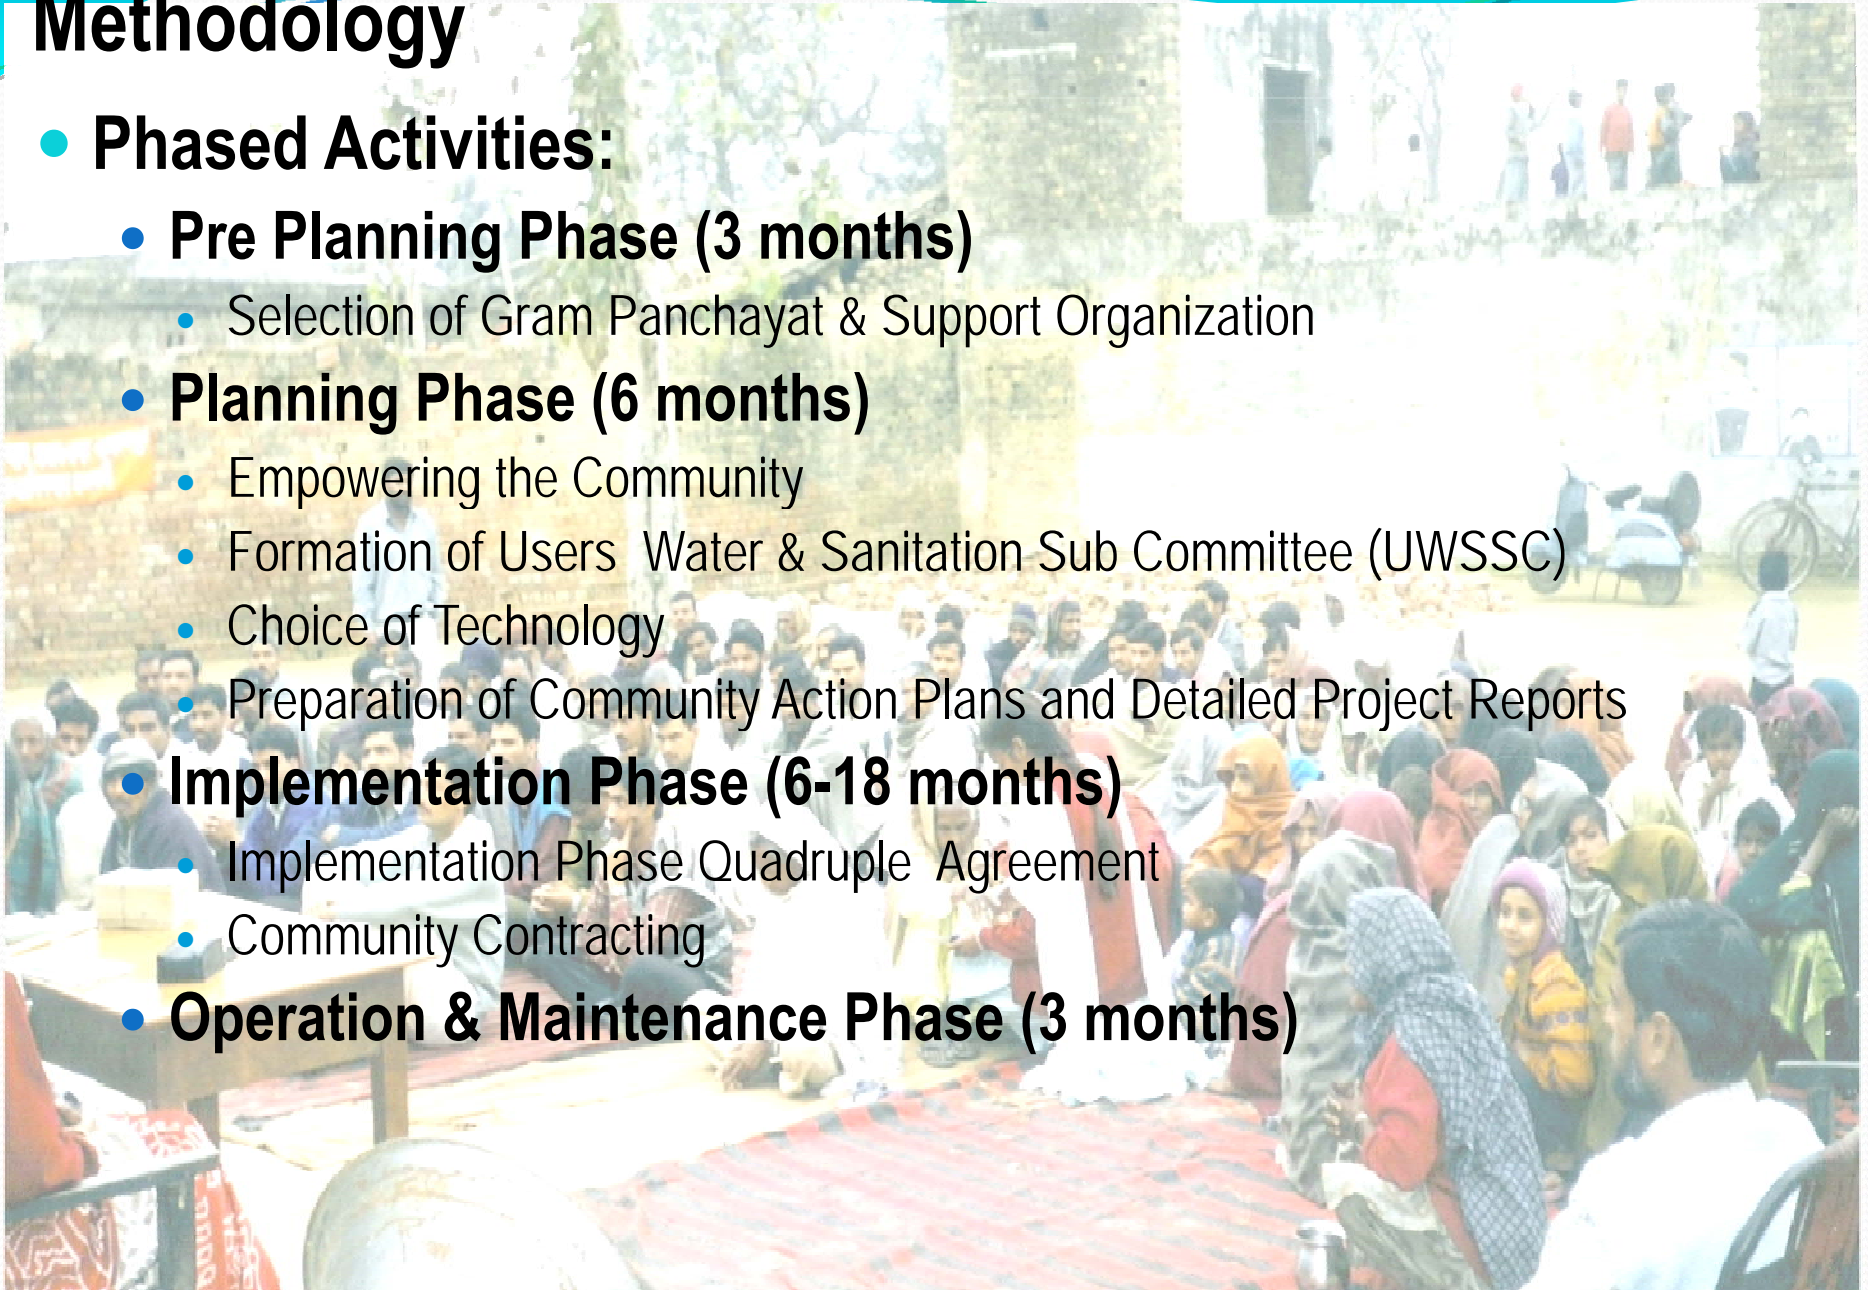 Methodology
Phased Activities:
Pre Planning Phase (3 months)
Selection of Gram Panchayat & Support Organization
Planning Phase (6 months)
Empowering the Community
Formation of Users Water & Sanitation Sub Committee (UWSSC)
Choice of Technology
Preparation of Community Action Plans and Detailed Project Reports
Implementation Phase (6-18 months)
Implementation Phase Quadruple Agreement
Community Contracting
Operation & Maintenance Phase (3 months)